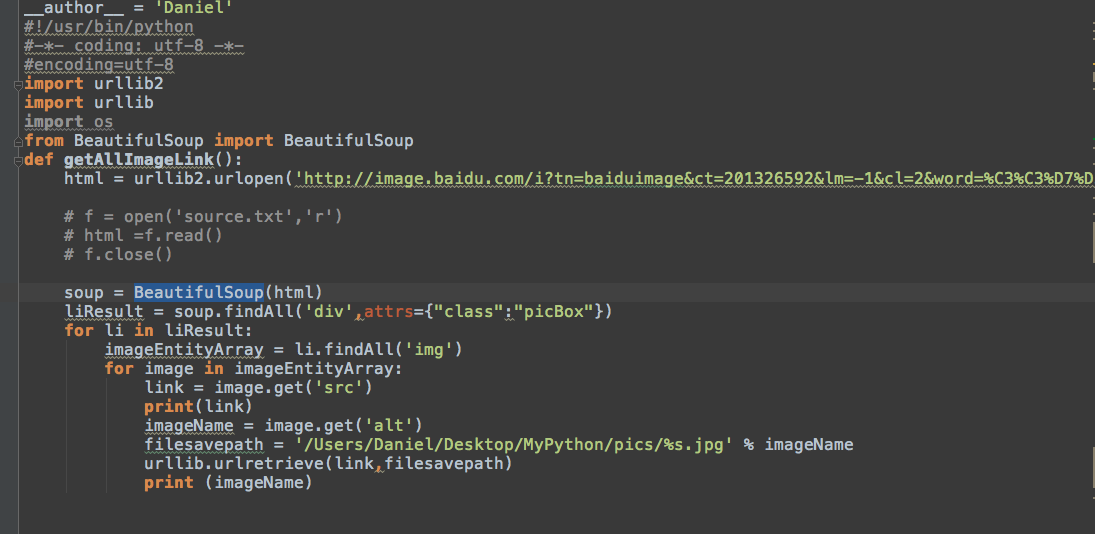 __author__ = 'Daniel'
#!/usr/bin/python
#-*- coding: utf-8 -*-
#encoding=utf-8
import urllib2
import urllib
import os
from BeautifulSoup import BeautifulSoup
def getAllImageLink():
    html = urllib2.urlopen('http://image.baidu.com/i?tn=baiduimage&ct=201326592&lm=-1&cl=2&word=%C3%C3%D7%D
    # f = open('source.txt','r')
    # html =f.read()
    # f.close()
    soup = BeautifulSoup(html)
    liResult = soup.findAll('div',attrs={"class":"picBox"})
    for li in liResult:
        imageEntityArray = li.findAll('img')
        for image in imageEntityArray:
            link = image.get('src')
            print(link)
            imageName = image.get('alt')
            filesavepath = '/Users/Daniel/Desktop/MyPython/pics/%s.jpg' % imageName
            urllib.urlretrieve(link,filesavepath)
            print (imageName)